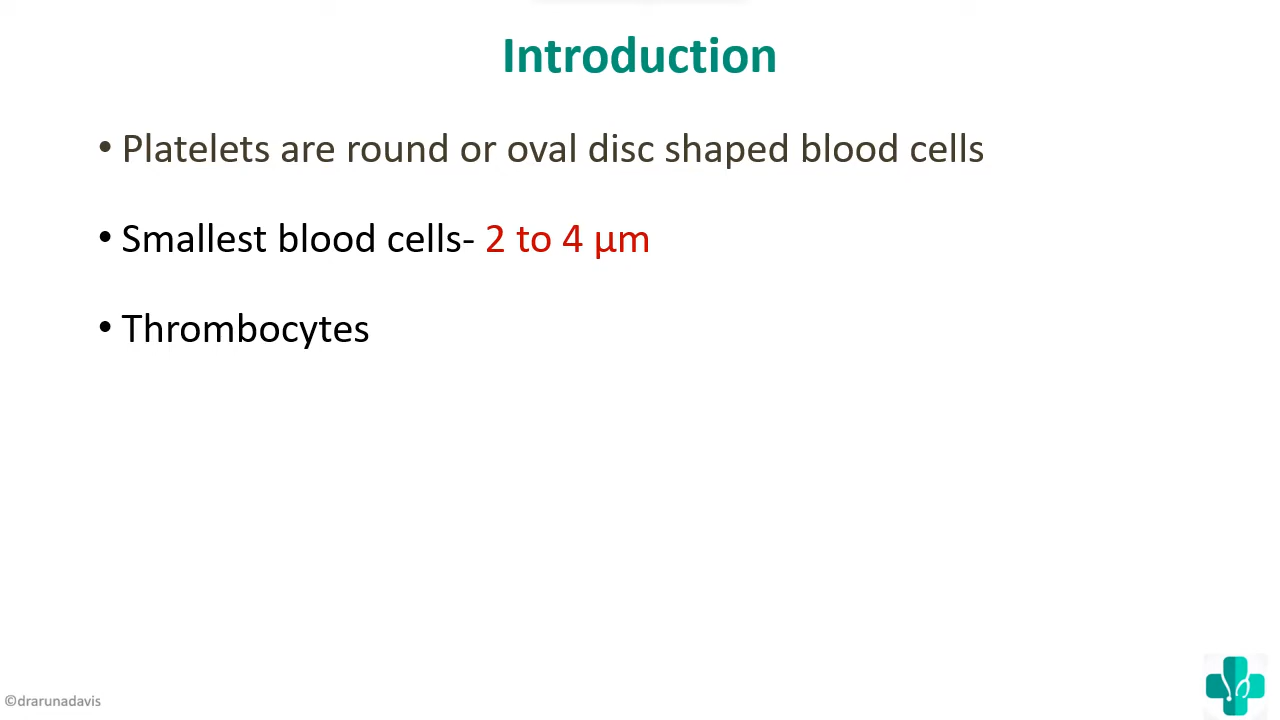 Introduction
• Platelets are round or oval disc shaped blood cells
• Smallest blood cells- 2 to 4 µm
• Thrombocytes
©drarunadavis